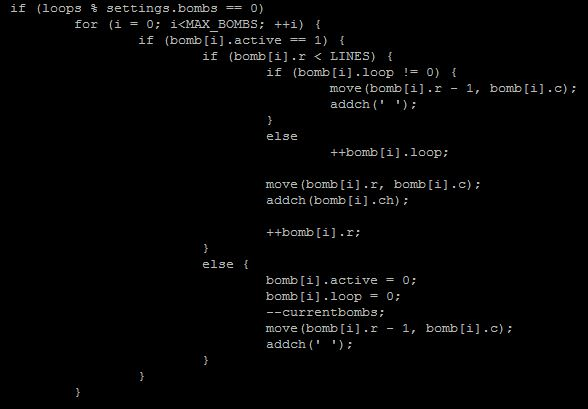 if (loops % settings.bombs == 0)
        for (i = 0; i<MAX_BOMBS; ++i) {
                if (bomb[i].active == 1) {
                        if (bomb[i].r < LINES) {
                                if (bomb[i].loop != 0) {
                                        move(bomb[i].r - 1, bomb[i].c);
                                        addch(' ');
                                }
                                else
                                        ++bomb[i].loop;

                                move(bomb[i].r, bomb[i].c);
                                addch(bomb[i].ch);

                                ++bomb[i].r;
                        }
                        else {
                                bomb[i].active = 0;
                                bomb[i].loop = 0;
                                --currentbombs;
                                move(bomb[i].r - 1, bomb[i].c);
                                addch(' ');
                        }
                }
        }